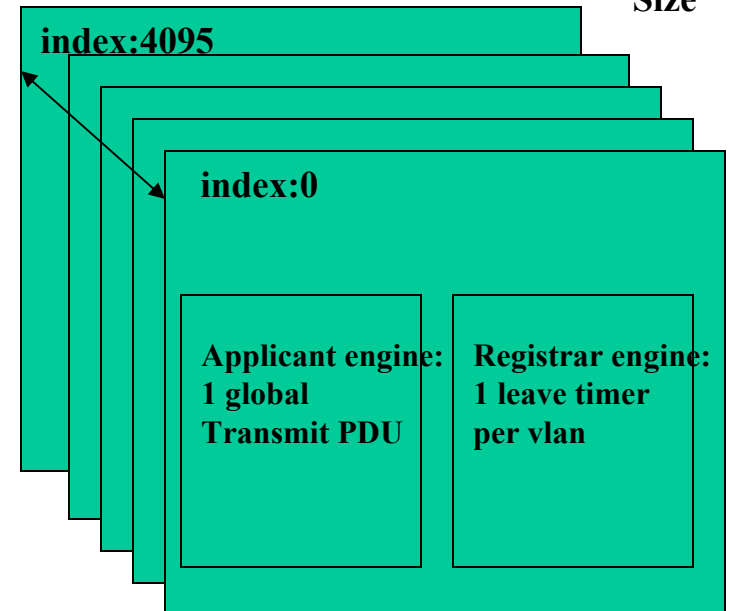 Size
index:4095
index:0
Applicant engine:
1 global
Transmit PDU
Registrar engine:
1 leave timer
per vlan